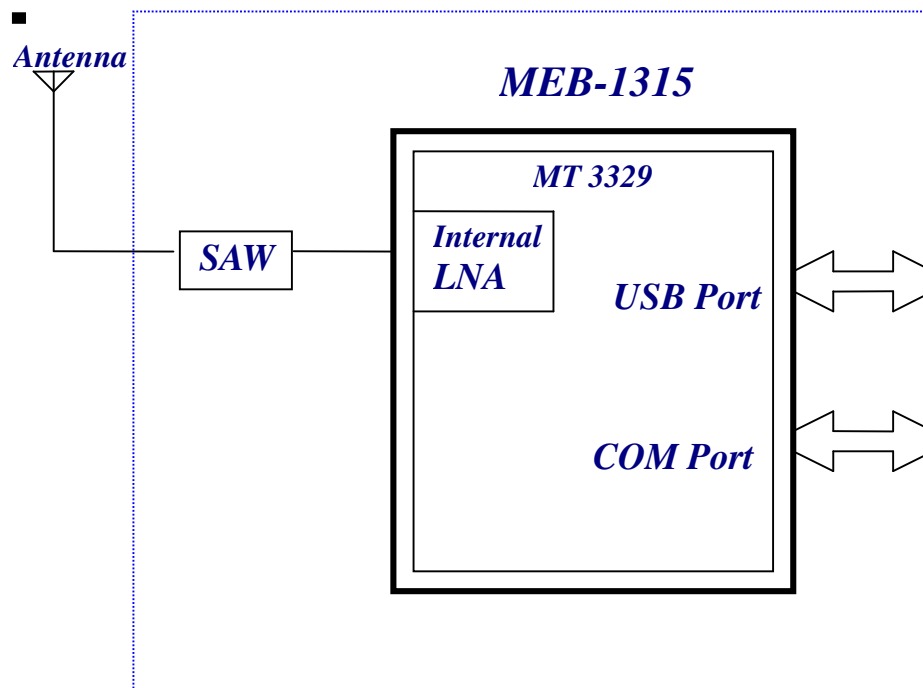 Antenna
MEB-1315
MT 3329
SAW
Internal
LNA
USB Port
COM Port